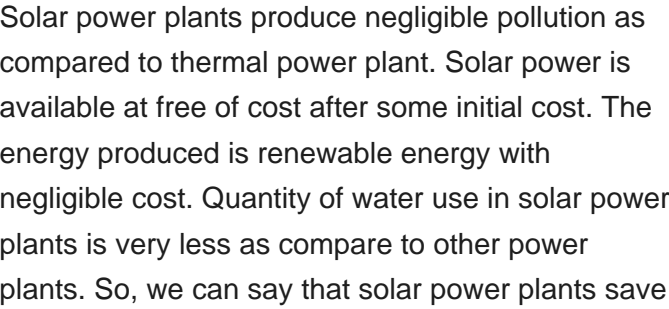 Solar power plants produce negligible pollution as
compared to thermal power plant. Solar power is
available at free of cost after some initial cost. The
energy produced is renewable energy with
negligible cost. Quantity of water use in solar power
plants is very less as compare to other power
plants. So, we can say that solar power plants save